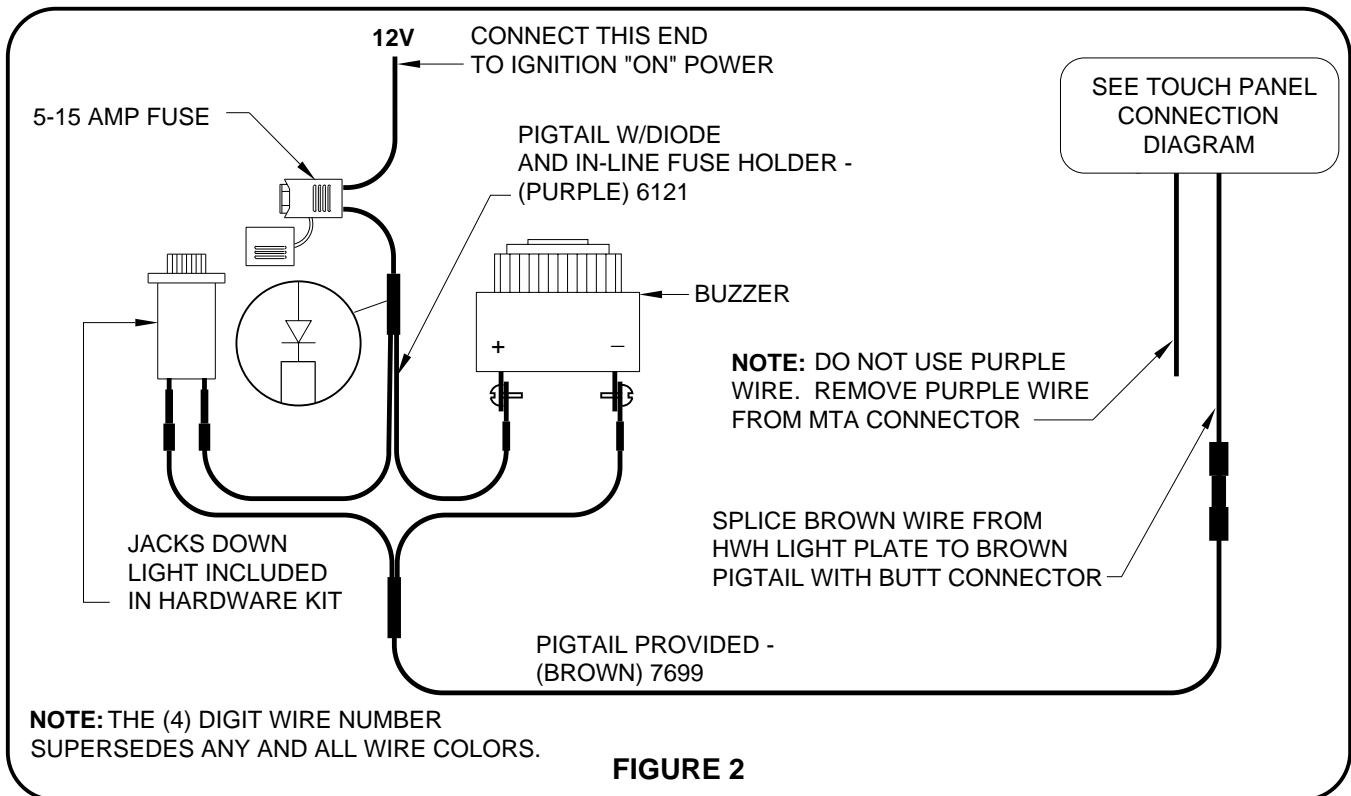 12V
CONNECT THIS END
TO IGNITION "ON" POWER
5-15 AMP FUSE
PIGTAIL W/DIODE
AND IN-LINE FUSE HOLDER -
(PURPLE) 6121
SEE TOUCH PANEL
CONNECTION
DIAGRAM
BUZZER
+ −
NOTE: DO NOT USE PURPLE
WIRE. REMOVE PURPLE WIRE
FROM MTA CONNECTOR
JACKS DOWN
LIGHT INCLUDED
IN HARDWARE KIT
SPLICE BROWN WIRE FROM
HWH LIGHT PLATE TO BROWN
PIGTAIL WITH BUTT CONNECTOR
PIGTAIL PROVIDED -
(BROWN) 7699
NOTE: THE (4) DIGIT WIRE NUMBER
SUPERSEDES ANY AND ALL WIRE COLORS.
FIGURE 2